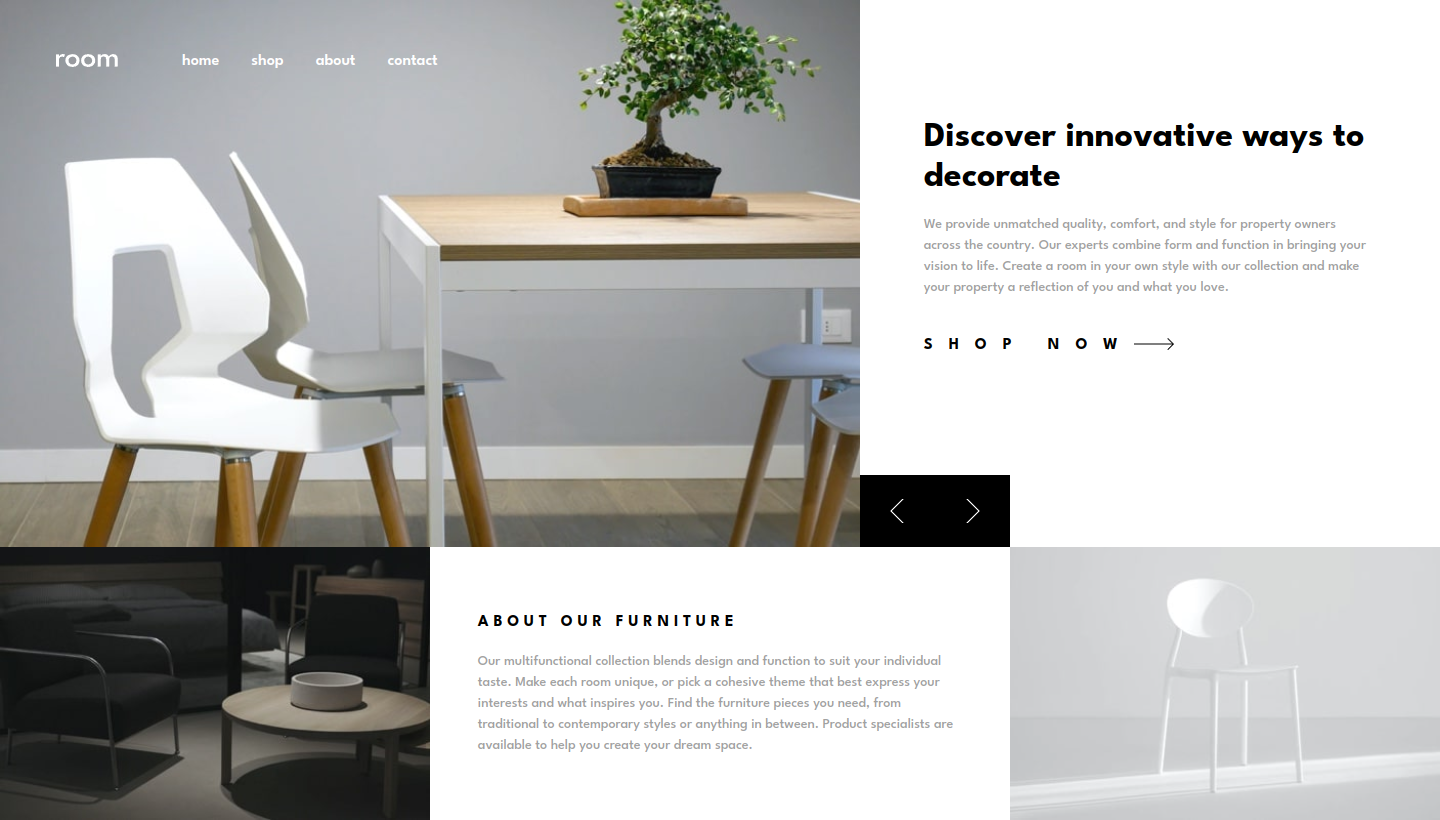 room
home shop about contact
Discover innovative ways to
decorate
We provide unmatched quality, comfort, and style for property owners
across the country. Our experts combine form and function in bringing your
vision to life. Create a room in your own style with our collection and make
your property a reflection of you and what you love.
SHOP NOW
ABOUT OUR FURNITURE
Our multifunctional collection blends design and function to suit your individual
taste. Make each room unique, or pick a cohesive theme that best express your
interests and what inspires you. Find the furniture pieces you need, from
traditional to contemporary styles or anything in between. Product specialists are
available to help you create your dream space.